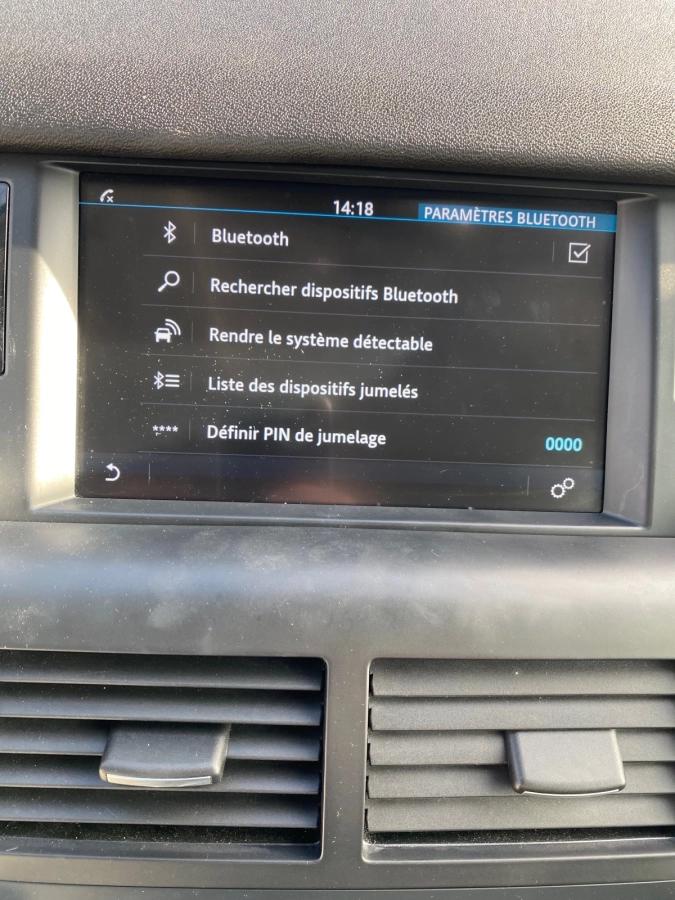 14:18
PARAMÈTRES BLUETOOTH
Bluetooth
Rechercher dispositifs Bluetooth
Rendre le système détectable
Liste des dispositifs jumelés
**** Définir PIN de jumelage 0000